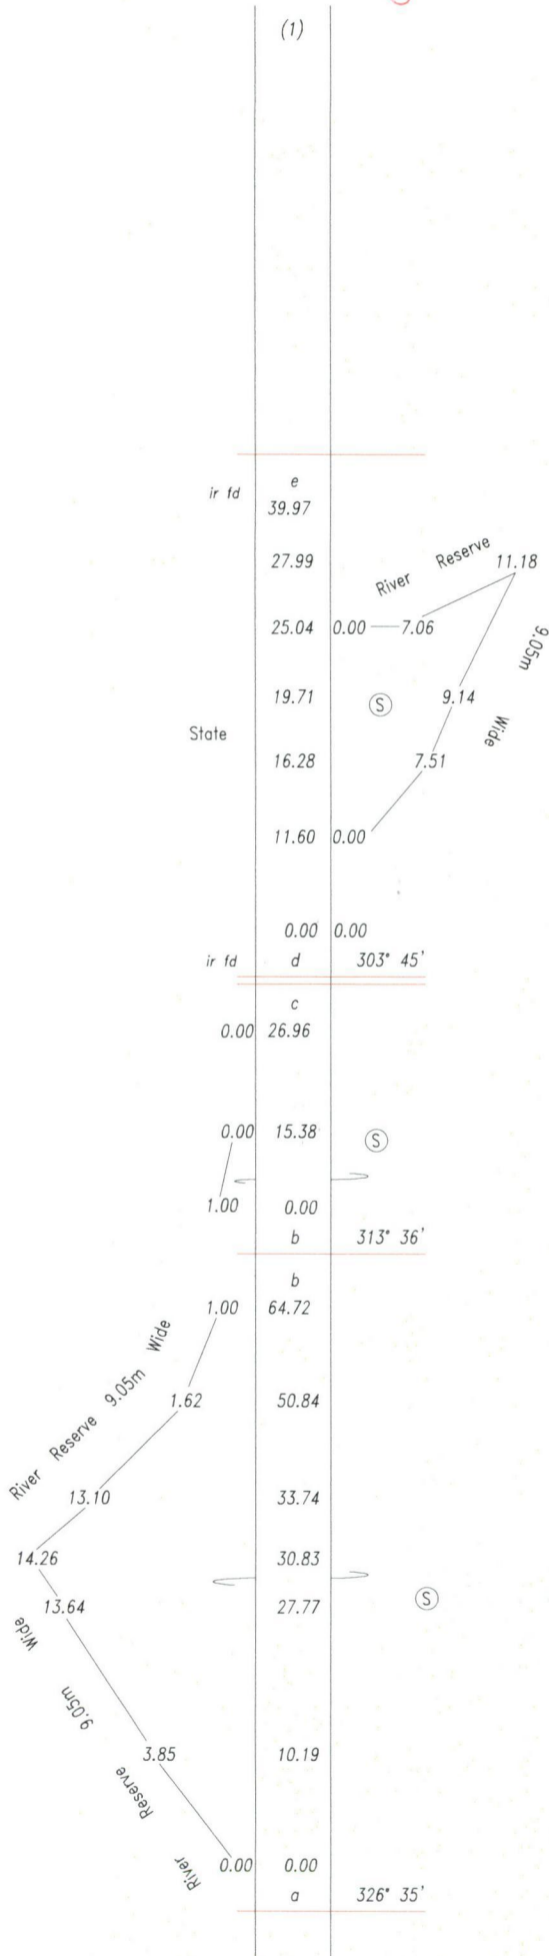 (1)
e
ir fd 39.97
27.99 River Reserve 11.18
25.04 0.00 7.06
9.05m Wide
19.71 S 9.14
State
16.28 7.51
11.60 0.00
0.00 0.00
ir fd d 303° 45'
c
0.00 26.96
0.00 15.38 S
1.00 0.00
b 313° 36'
b
1.00 64.72
River Reserve 9.05m Wide
1.62 50.84
13.10 33.74
14.26 30.83
13.64 27.77 S
River Reserve 9.05m Wide
3.85 10.19
0.00 0.00
a 326° 35'